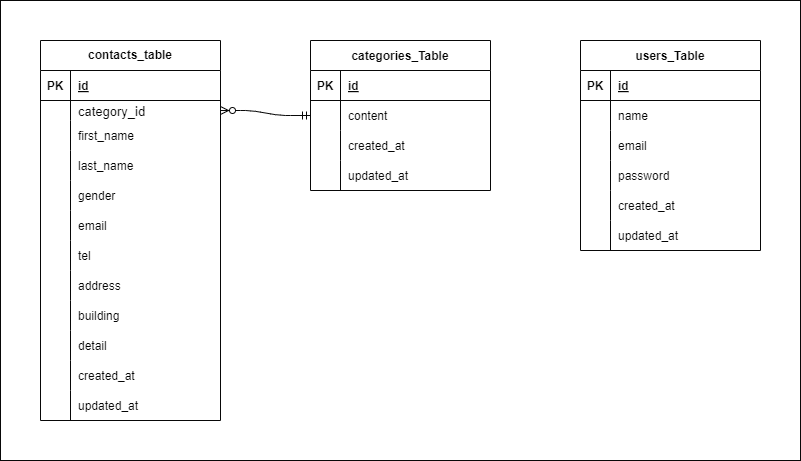 contacts_table
PK id
category_id
first_name
last_name
gender
email
tel
address
building
detail
created_at
updated_at
categories_Table
PK id
content
created_at
updated_at
users_Table
PK id
name
email
password
created_at
updated_at